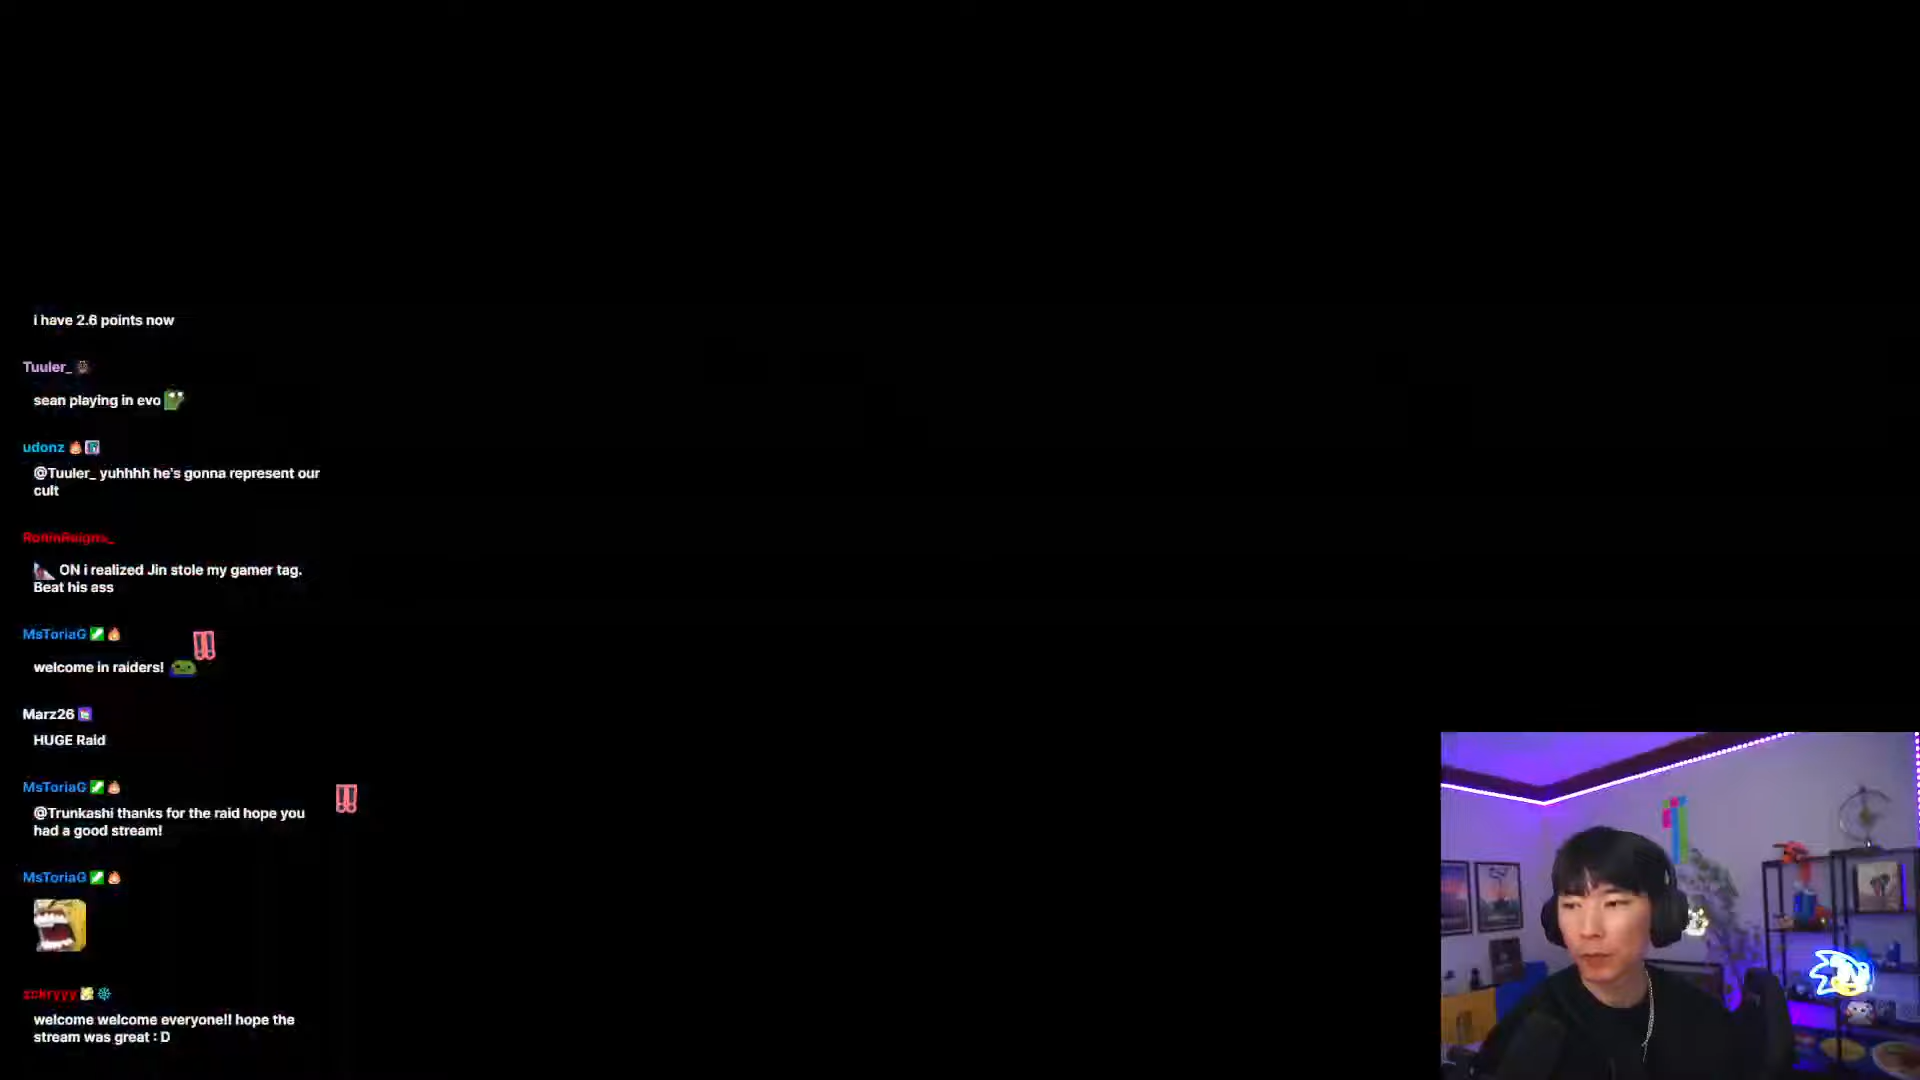 i have 2.6 points now
Tuuler_
sean playing in evo
udonz
@Tuuler_ yuhhhh he's gonna represent our
cult
RoninReigns_
ON i realized Jin stole my gamer tag.
Beat his ass
MsToriaG
welcome in raiders!
Marz26
HUGE Raid
MsToriaG
@Trunkashi thanks for the raid hope you
had a good stream!
MsToriaG
zckryyy
welcome welcome everyone!! hope the
stream was great : D